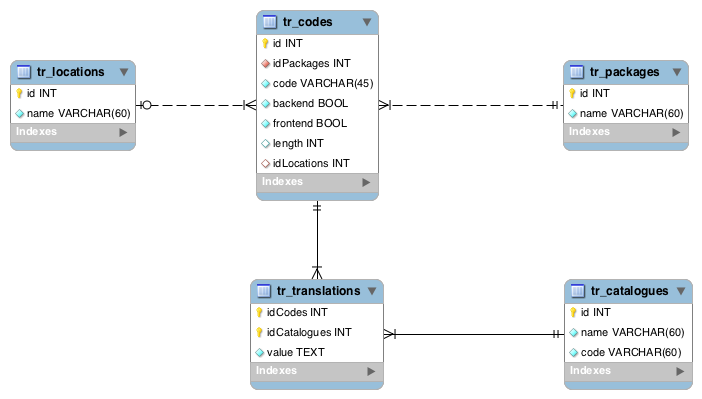 tr_codes
id INT
idPackages INT
code VARCHAR(45)
backend BOOL
frontend BOOL
length INT
idLocations INT
Indexes
tr_locations
id INT
name VARCHAR(60)
Indexes
tr_packages
id INT
name VARCHAR(60)
Indexes
tr_translations
idCodes INT
idCatalogues INT
value TEXT
Indexes
tr_catalogues
id INT
name VARCHAR(60)
code VARCHAR(60)
Indexes